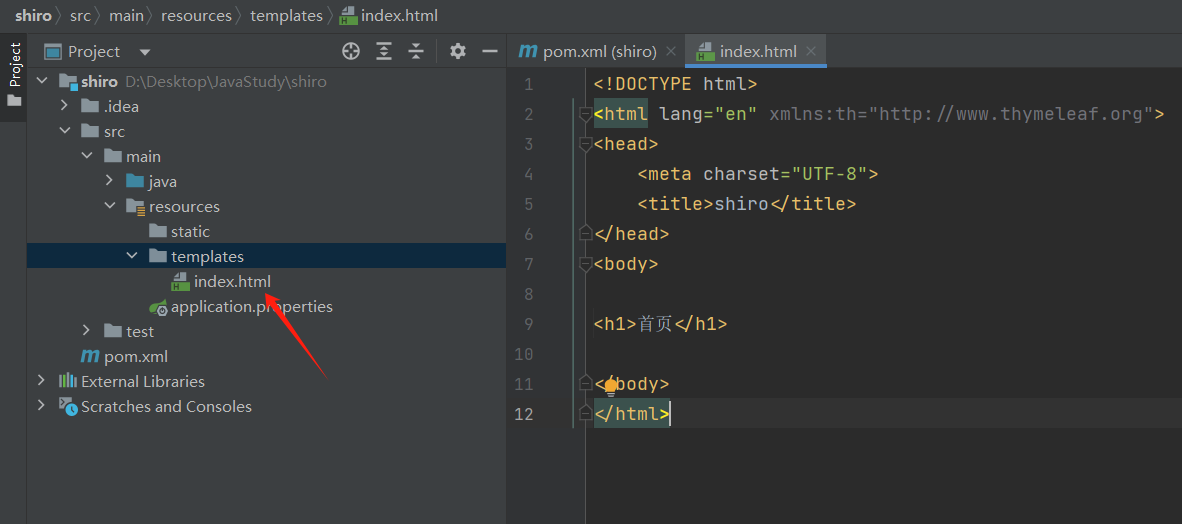 shiro src main resources templates index.html
Project
Project
pom.xml (shiro)
index.html
shiro D:\Desktop\JavaStudy\shiro
.idea
src
main
java
resources
static
templates
index.html
application.properties
test
pom.xml
External Libraries
Scratches and Consoles
1 <!DOCTYPE html>
2 <html lang="en" xmlns:th="http://www.thymeleaf.org">
3 <head>
4 <meta charset="UTF-8">
5 <title>shiro</title>
6 </head>
7 <body>
8
9 <h1>首页</h1>
10
11 </body>
12 </html>